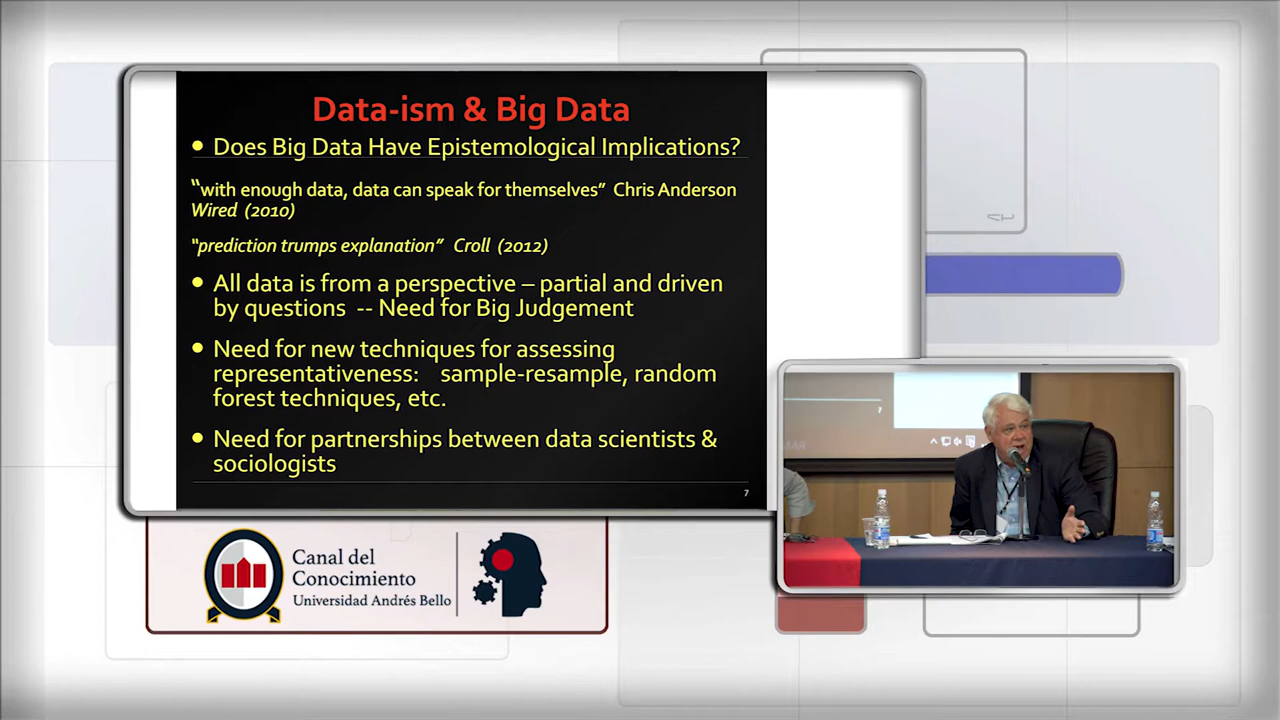 Data-ism & Big Data
• Does Big Data Have Epistemological Implications?
“with enough data, data can speak for themselves” Chris Anderson
Wired (2010)
“prediction trumps explanation” Croll (2012)
• All data is from a perspective – partial and driven
by questions -- Need for Big Judgement
• Need for new techniques for assessing
representativeness: sample-resample, random
forest techniques, etc.
• Need for partnerships between data scientists &
sociologists
7
7
Canal del
Conocimiento
Universidad Andrés Bello